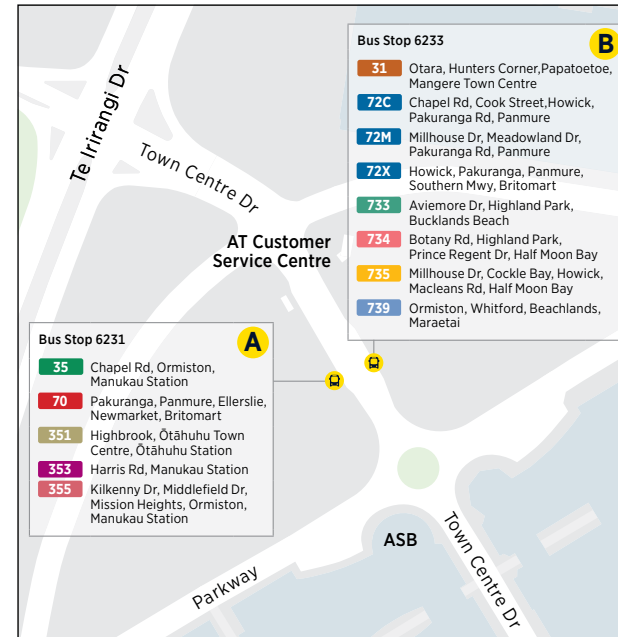 Bus Stop 6233
B
31 Otara, Hunters Corner,Papatoetoe,
Mangere Town Centre
72C Chapel Rd, Cook Street,Howick,
Pakuranga Rd, Panmure
72M Millhouse Dr, Meadowland Dr,
Pakuranga Rd, Panmure
72X Howick, Pakuranga, Panmure,
Southern Mwy, Britomart
733 Aviemore Dr, Highland Park,
Bucklands Beach
734 Botany Rd, Highland Park,
Prince Regent Dr, Half Moon Bay
735 Millhouse Dr, Cockle Bay, Howick,
Macleans Rd, Half Moon Bay
739 Ormiston, Whitford, Beachlands,
Maraetai
Te Irirangi Dr
Town Centre Dr
AT Customer
Service Centre
Bus Stop 6231
A
35 Chapel Rd, Ormiston,
Manukau Station
70 Pakuranga, Panmure, Ellerslie,
Newmarket, Britomart
351 Highbrook, Ōtāhuhu Town
Centre, Ōtāhuhu Station
353 Harris Rd, Manukau Station
355 Kilkenny Dr, Middlefield Dr,
Mission Heights, Ormiston,
Manukau Station
ASB
Parkway
Town Centre Dr